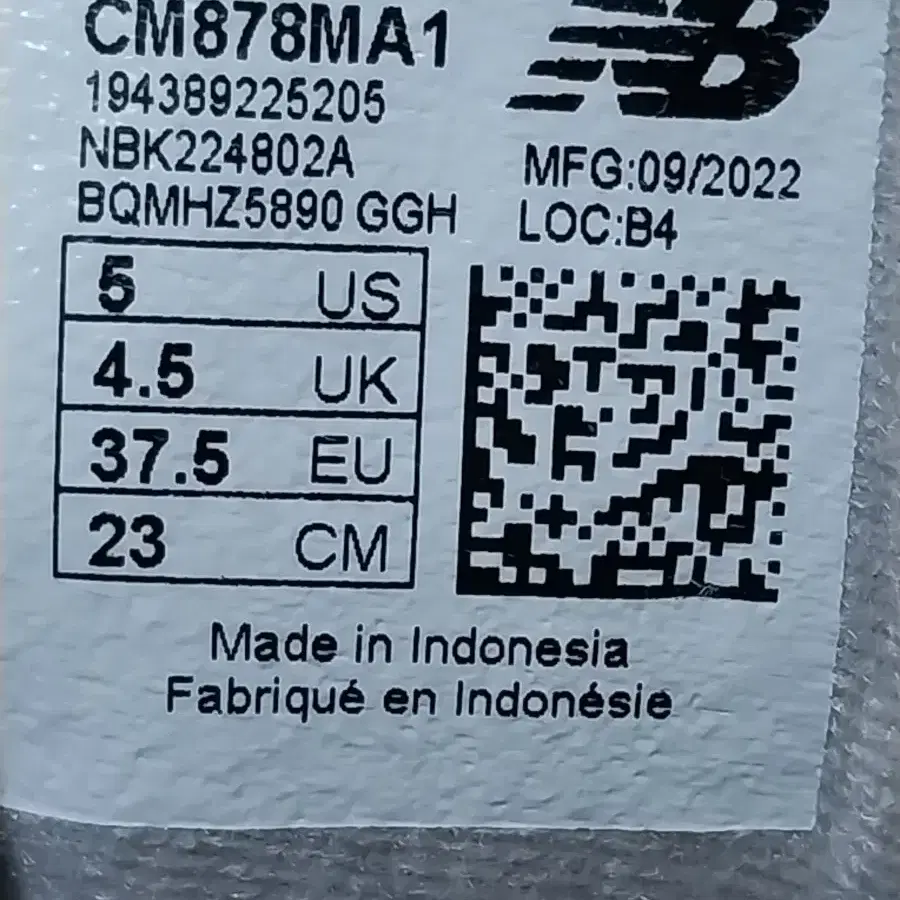 CM878MA1
194389225205
NBK224802A
BQMHZ5890 GGH
NB
MFG:09/2022
LOC:B4
5 US
4.5 UK
37.5 EU
23 CM
Made in Indonesia
Fabriqué en Indonésie